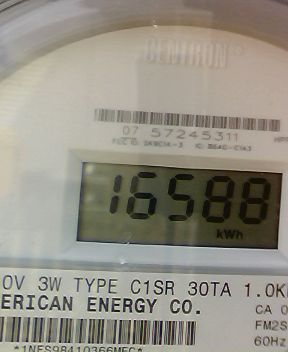 CENTRON®
07 57245311
16588
kWh
0V 3W TYPE C1SR 30TA 1.0K
ERICAN ENERGY CO.
CA 0
FM2S
60Hz
*1NFS98410366MEC*